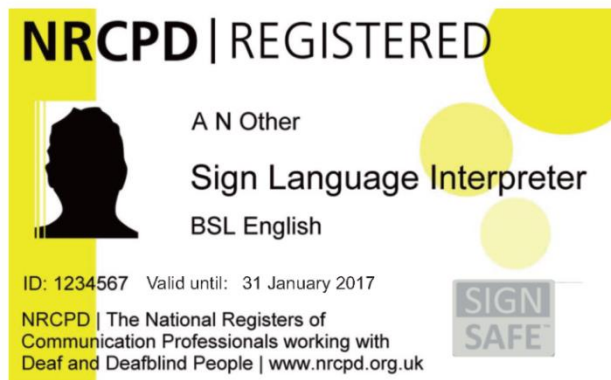 NRCPD | REGISTERED
A N Other
Sign Language Interpreter
BSL English
ID: 1234567 Valid until: 31 January 2017
SIGN
SAFE™
NRCPD | The National Registers of
Communication Professionals working with
Deaf and Deafblind People | www.nrcpd.org.uk